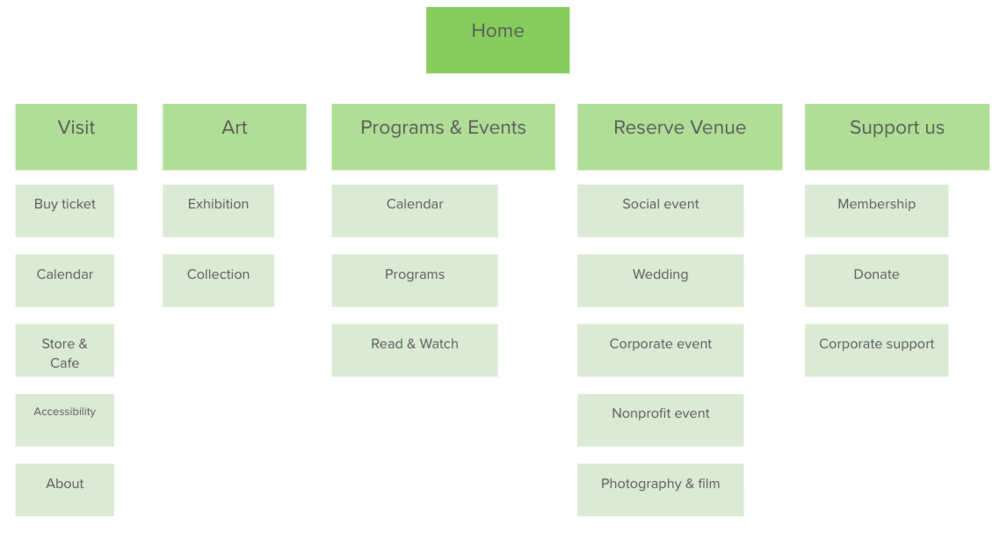 Home
Visit
Art
Programs & Events
Reserve Venue
Support us
Buy ticket
Exhibition
Calendar
Social event
Membership
Calendar
Collection
Programs
Wedding
Donate
Store &
Cafe
Read & Watch
Corporate event
Corporate support
Accessibility
Nonprofit event
About
Photography & film